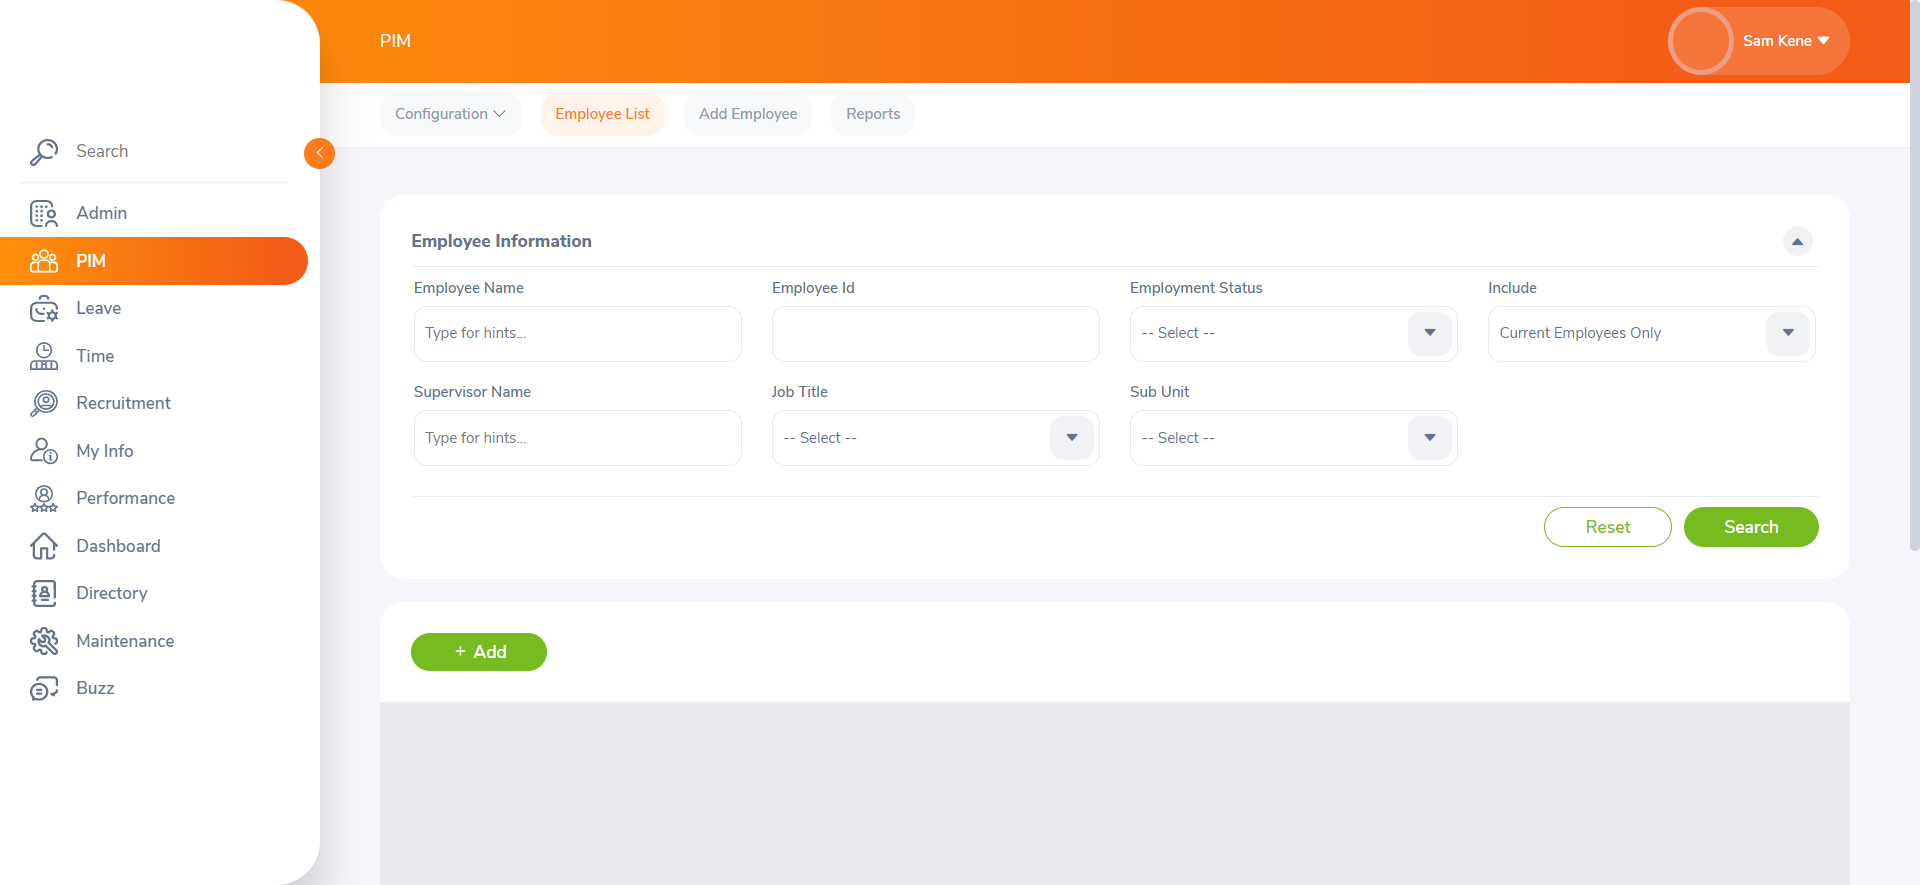 PIM
Sam Kene
Configuration
Employee List
Add Employee
Reports
Search
Admin
PIM
Leave
Time
Recruitment
My Info
Performance
Dashboard
Directory
Maintenance
Buzz
Employee Information
Employee Name
Employee Id
Employment Status
Include
Type for hints...
-- Select --
Current Employees Only
Supervisor Name
Job Title
Sub Unit
Type for hints...
-- Select --
-- Select --
Reset
Search
+ Add